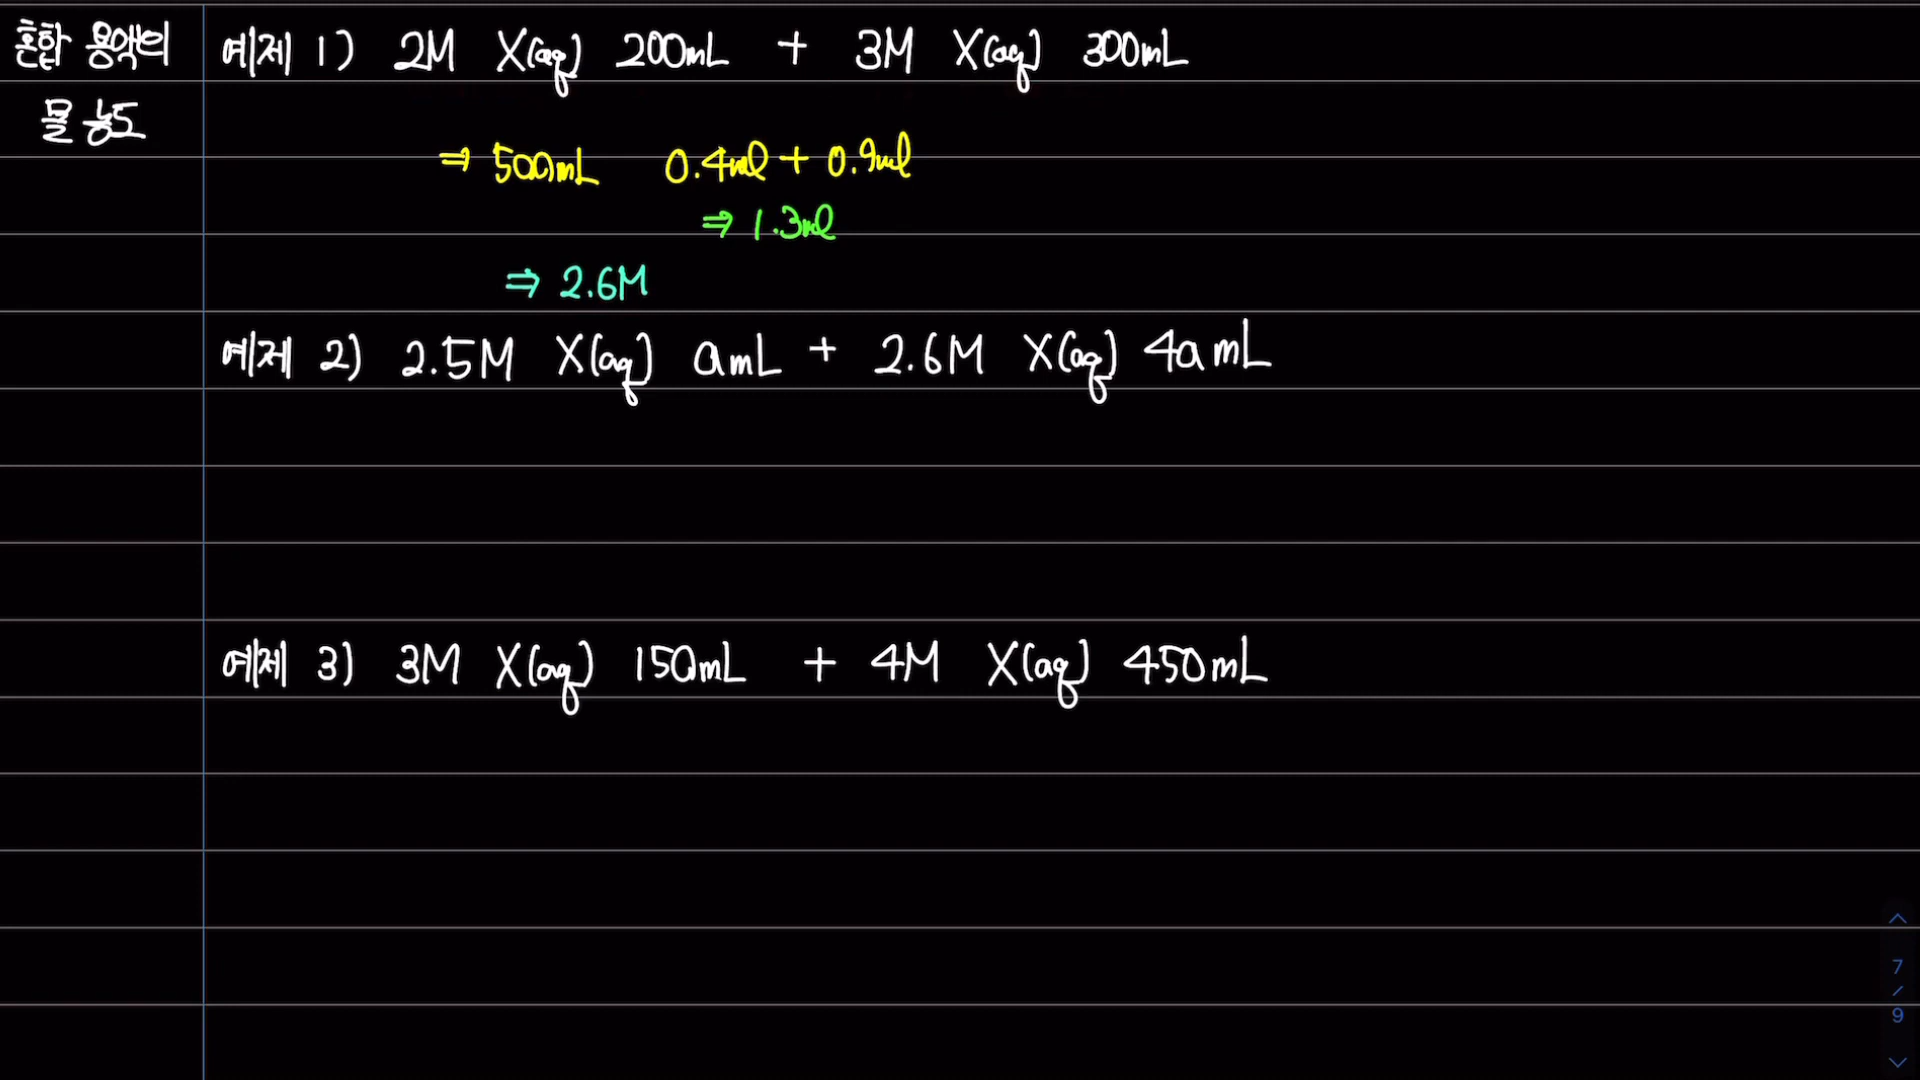 혼합 용액의
몰 농도
예제 1) 2M X(aq) 200mL + 3M X(aq) 300mL
⇒ 500mL 0.4mol + 0.9mol
⇒ 1.3mol
⇒ 2.6M
예제 2) 2.5M X(aq) amL + 2.6M X(aq) 4amL
예제 3) 3M X(aq) 150mL + 4M X(aq) 450mL
7
/
9